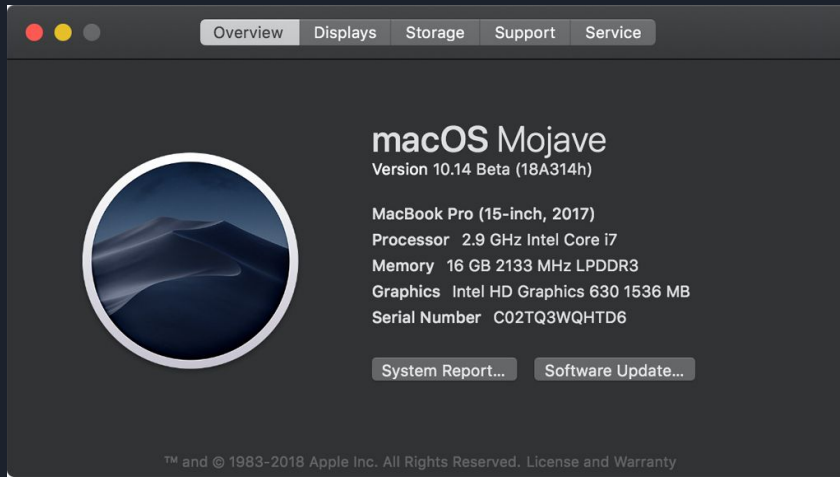 Overview Displays Storage Support Service
macOS Mojave
Version 10.14 Beta (18A314h)
MacBook Pro (15-inch, 2017)
Processor 2.9 GHz Intel Core i7
Memory 16 GB 2133 MHz LPDDR3
Graphics Intel HD Graphics 630 1536 MB
Serial Number C02TQ3WQHTD6
System Report... Software Update...
™ and © 1983-2018 Apple Inc. All Rights Reserved. License and Warranty